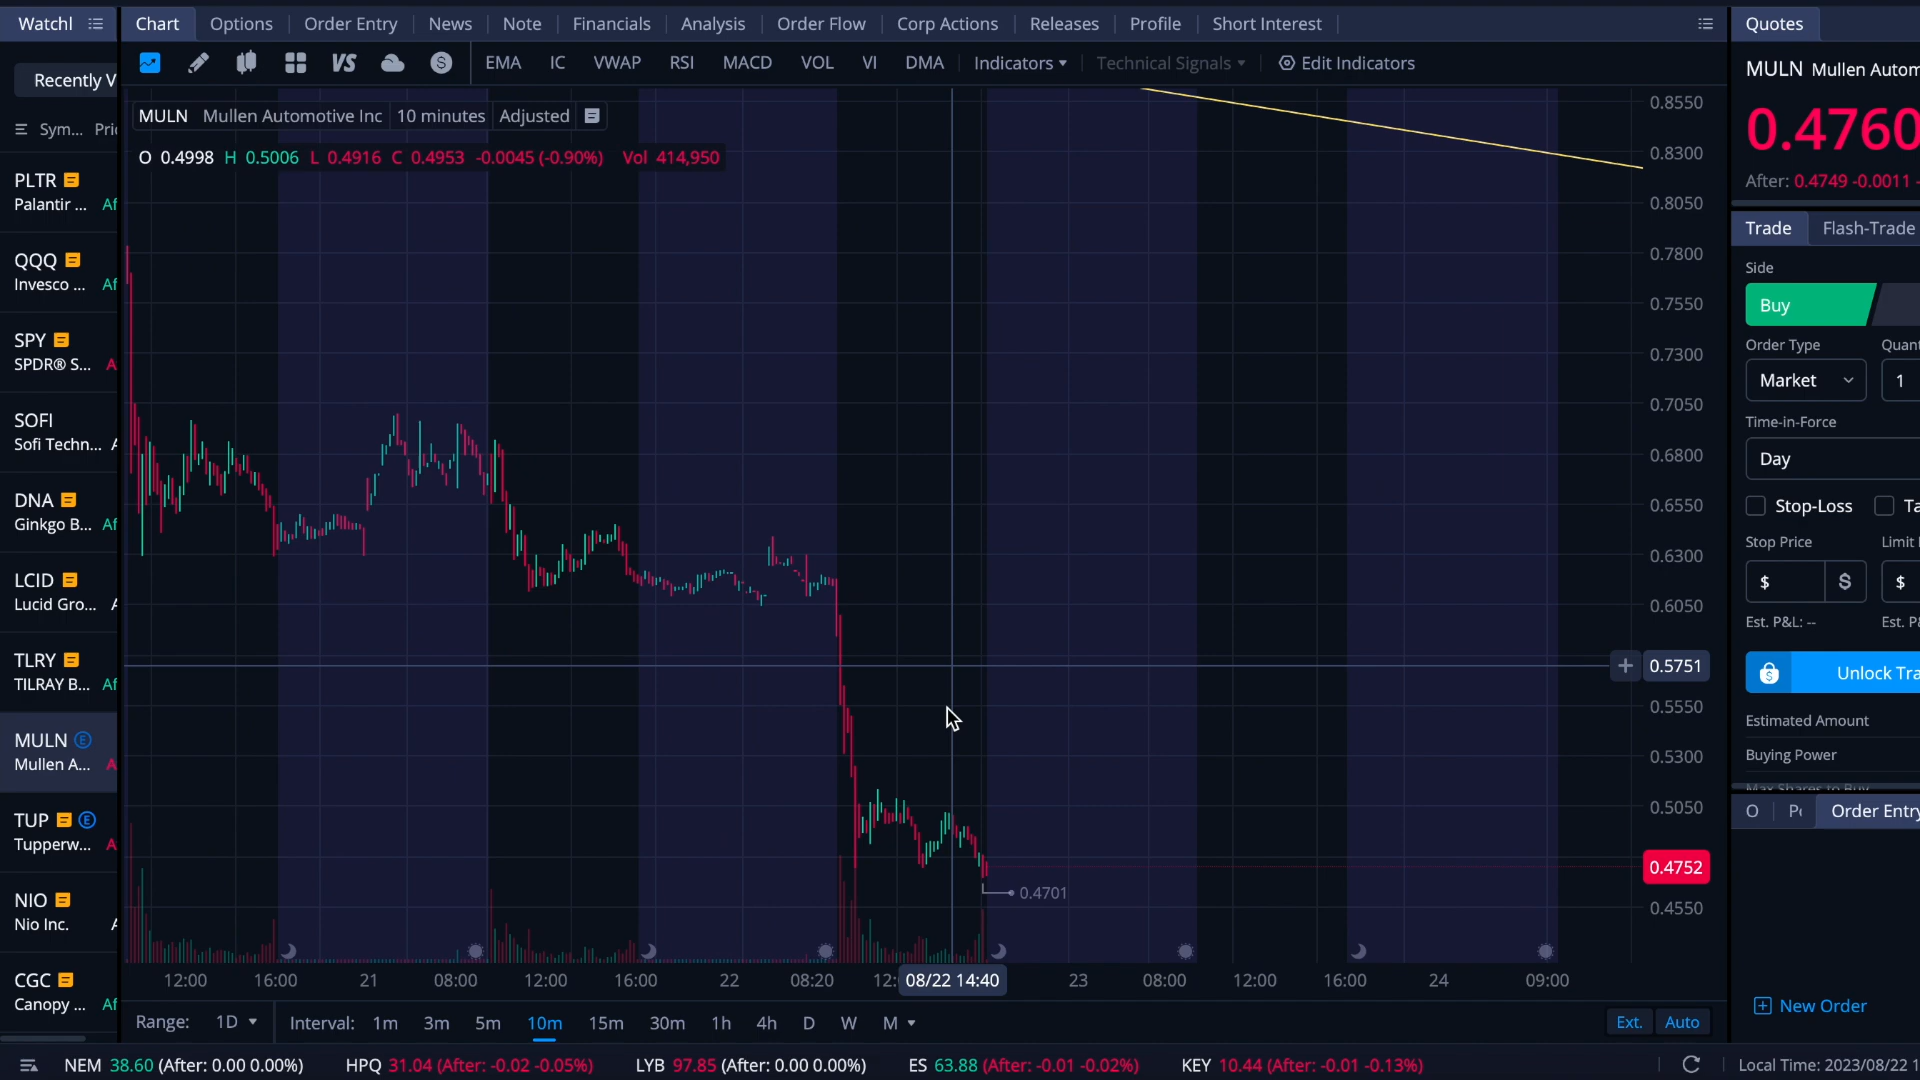 Watchl
Chart Options Order Entry News Note Financials Analysis Order Flow Corp Actions Releases Profile Short Interest
Quotes
VS S EMA IC VWAP RSI MACD VOL VI DMA Indicators Technical Signals Edit Indicators
Recently V
Sym... Pri
MULN Mullen Automotive Inc 10 minutes Adjusted
O 0.4998 H 0.5006 L 0.4916 C 0.4953 -0.0045 (-0.90%) Vol 414,950
PLTR
Palantir ... Af
QQQ
Invesco ... Af
SPY
SPDR® S... A
SOFI
Sofi Techn... A
DNA
Ginkgo B... Af
LCID
Lucid Gro... A
TLRY
TILRAY B... Af
MULN E
Mullen A... A
TUP E
Tupperw... A
NIO
Nio Inc. A
CGC
Canopy ... Af
0.8550
0.8300
0.8050
0.7800
0.7550
0.7300
0.7050
0.6800
0.6550
0.6300
0.6050
0.5751
0.5550
0.5300
0.5050
0.4752
0.4701
0.4550
12:00 16:00 21 08:00 12:00 16:00 22 08:20 12: 08/22 14:40 23 08:00 12:00 16:00 24 09:00
Range: 1D Interval: 1m 3m 5m 10m 15m 30m 1h 4h D W M
Ext. Auto
MULN Mullen Autom
0.4760
After: 0.4749 -0.0011 -
Trade Flash-Trade
Side
Buy
Order Type Quant
Market 1
Time-in-Force
Day
Stop-Loss Ta
Stop Price Limit
$ $ $
Est. P&L: -- Est. P&
Unlock Tra
Estimated Amount
Buying Power
Max Shares to Buy
O Order Entry
New Order
NEM 38.60 (After: 0.00 0.00%) HPQ 31.04 (After: -0.02 -0.05%) LYB 97.85 (After: 0.00 0.00%) ES 63.88 (After: -0.01 -0.02%) KEY 10.44 (After: -0.01 -0.13%)
Local Time: 2023/08/22 1